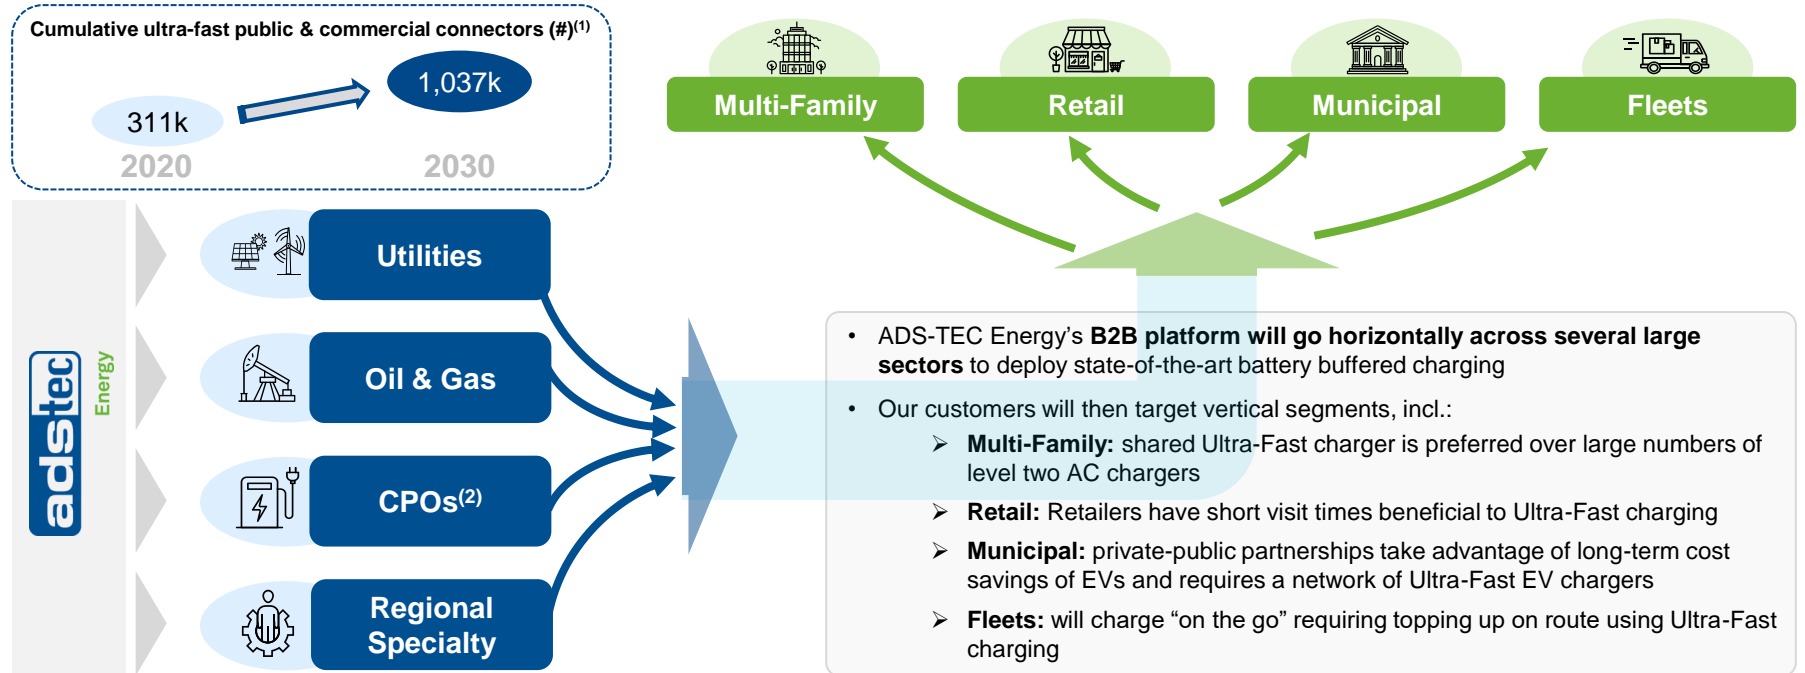 Cumulative ultra-fast public & commercial connectors (#)(1)
311k
1,037k
2020
2030
Multi-Family
Retail
Municipal
Fleets
adstec
Energy
Utilities
Oil & Gas
CPOs(2)
Regional
Specialty
• ADS-TEC Energy’s B2B platform will go horizontally across several large
sectors to deploy state-of-the-art battery buffered charging
• Our customers will then target vertical segments, incl.:
➢ Multi-Family: shared Ultra-Fast charger is preferred over large numbers of
level two AC chargers
➢ Retail: Retailers have short visit times beneficial to Ultra-Fast charging
➢ Municipal: private-public partnerships take advantage of long-term cost
savings of EVs and requires a network of Ultra-Fast EV chargers
➢ Fleets: will charge “on the go” requiring topping up on route using Ultra-Fast
charging